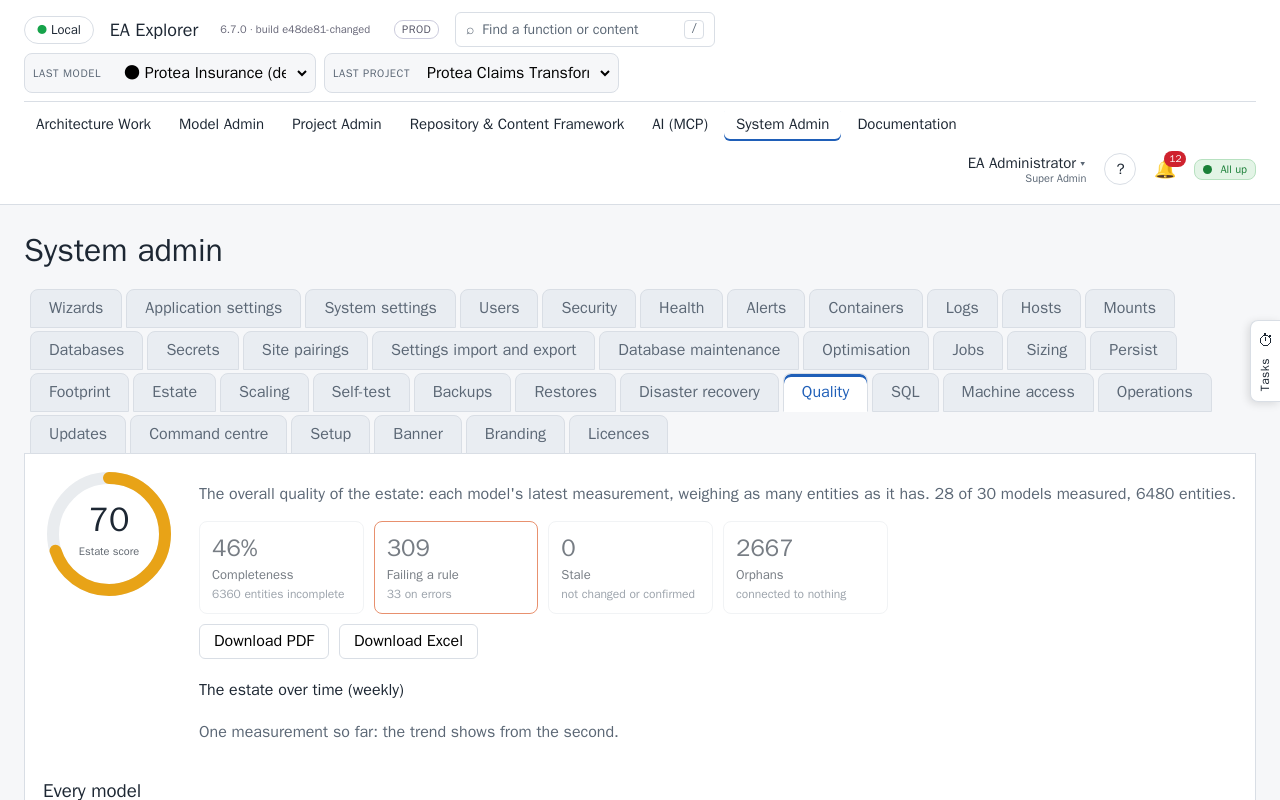 Local
EA Explorer
6.7.0 · build e48de81-changed
PROD
Find a function or content
/
LAST MODEL
Protea Insurance (de
LAST PROJECT
Protea Claims Transfor
Architecture Work
Model Admin
Project Admin
Repository & Content Framework
AI (MCP)
System Admin
Documentation
EA Administrator
Super Admin
?
12
All up
System admin
Wizards
Application settings
System settings
Users
Security
Health
Alerts
Containers
Logs
Hosts
Mounts
Databases
Secrets
Site pairings
Settings import and export
Database maintenance
Optimisation
Jobs
Sizing
Persist
Footprint
Estate
Scaling
Self-test
Backups
Restores
Disaster recovery
Quality
SQL
Machine access
Operations
Updates
Command centre
Setup
Banner
Branding
Licences
Tasks
70
Estate score
The overall quality of the estate: each model's latest measurement, weighing as many entities as it has. 28 of 30 models measured, 6480 entities.
46%
Completeness
6360 entities incomplete
309
Failing a rule
33 on errors
0
Stale
not changed or confirmed
2667
Orphans
connected to nothing
Download PDF
Download Excel
The estate over time (weekly)
One measurement so far: the trend shows from the second.
Every model